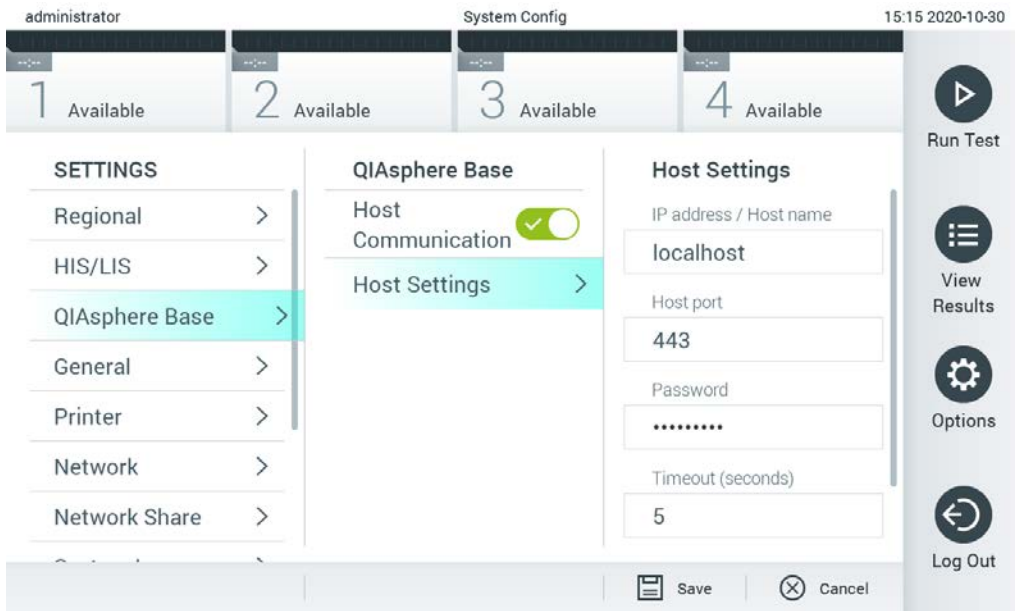 administrator System Config 15:15 2020-10-30
--:-- --:-- --:-- --:--
1 Available 2 Available 3 Available 4 Available
Run Test
View
Results
Options
Log Out
SETTINGS
Regional
HIS/LIS
QIAsphere Base
General
Printer
Network
Network Share
QIAsphere Base
Host
Communication
Host Settings
Host Settings
IP address / Host name
localhost
Host port
443
Password
•••••••••
Timeout (seconds)
5
Save Cancel